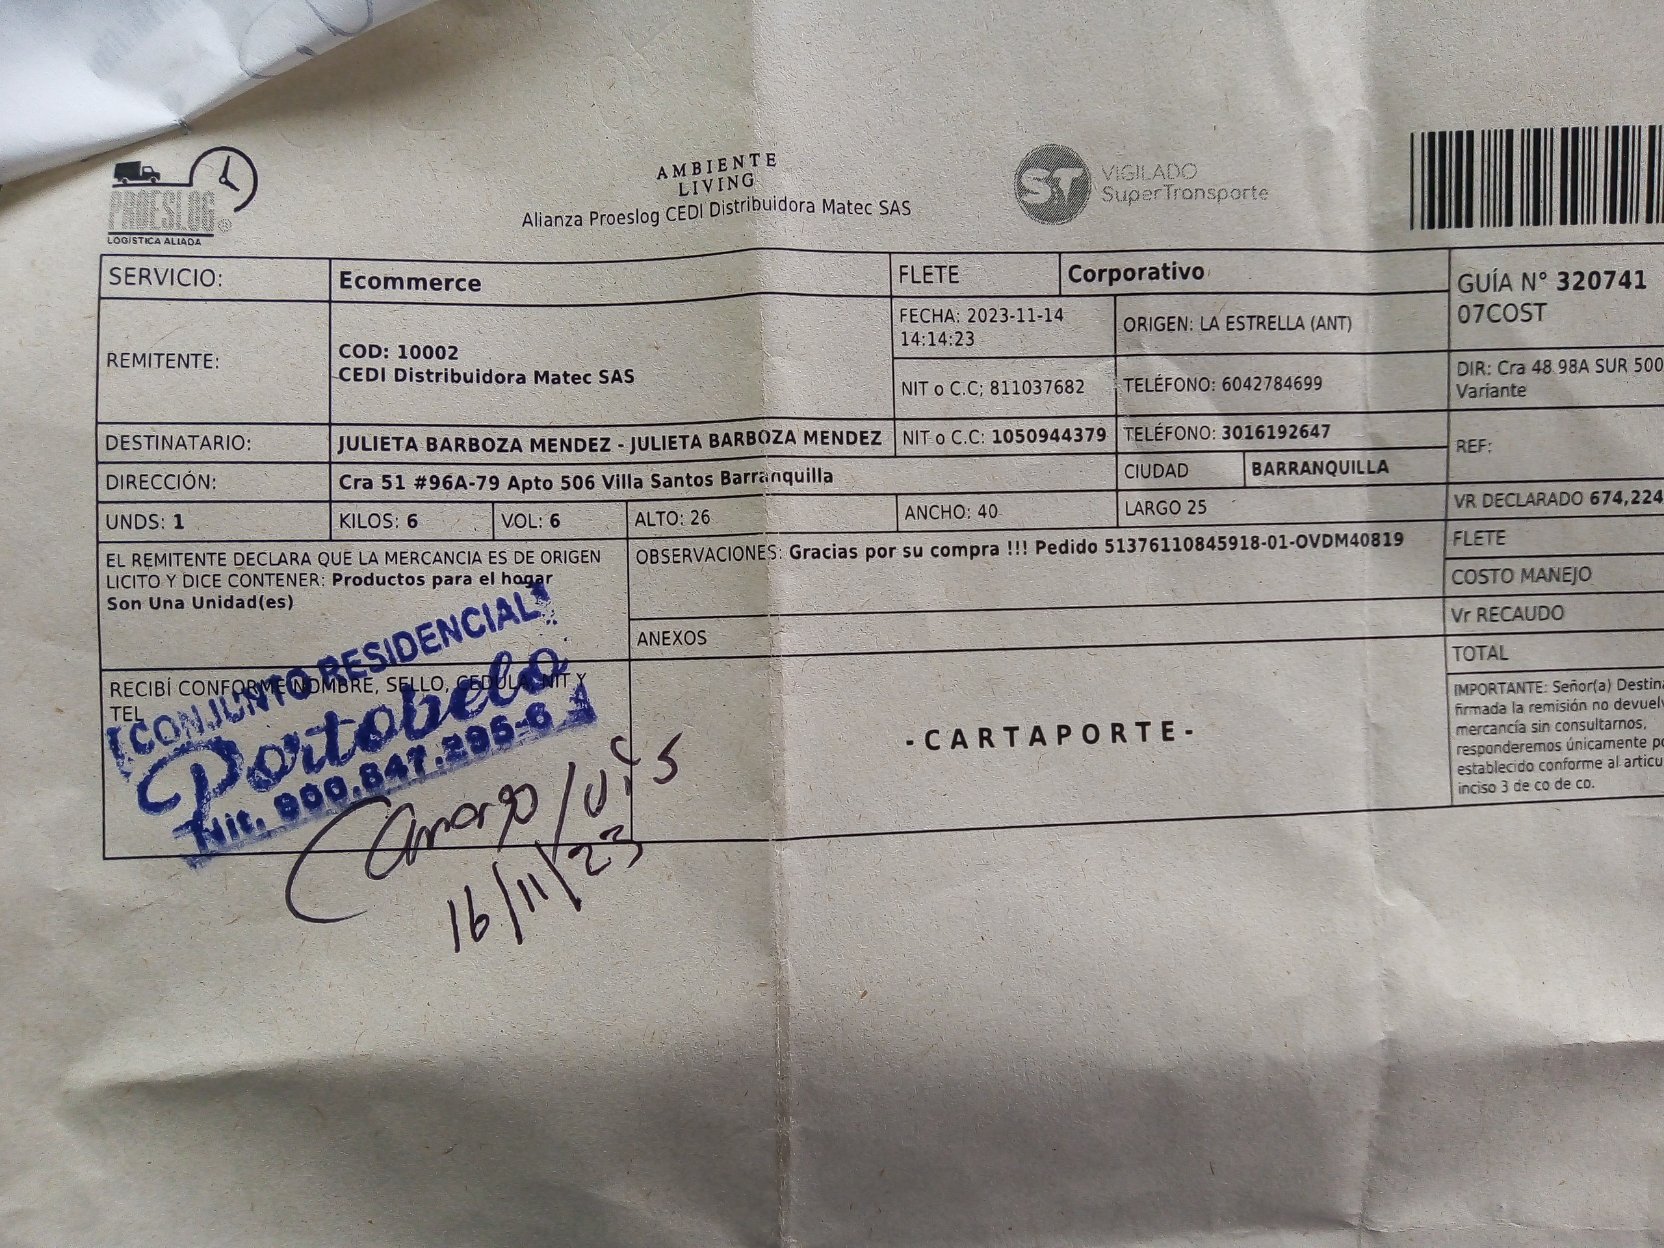 PROESLOG
LOGÍSTICA ALIADA
AMBIENTE
LIVING
Alianza Proeslog CEDI Distribuidora Matec SAS
ST VIGILADO
SuperTransporte
SERVICIO: Ecommerce FLETE Corporativo GUÍA N° 320741
07COST
REMITENTE: COD: 10002
CEDI Distribuidora Matec SAS
FECHA: 2023-11-14
14:14:23
ORIGEN: LA ESTRELLA (ANT)
NIT o C.C; 811037682 TELÉFONO: 6042784699
DIR: Cra 48 98A SUR 500
Variante
DESTINATARIO: JULIETA BARBOZA MENDEZ - JULIETA BARBOZA MENDEZ NIT o C.C: 1050944379 TELÉFONO: 3016192647
REF:
DIRECCIÓN: Cra 51 #96A-79 Apto 506 Villa Santos Barranquilla CIUDAD BARRANQUILLA
UNDS: 1 KILOS: 6 VOL: 6 ALTO: 26 ANCHO: 40 LARGO 25 VR DECLARADO 674,224
EL REMITENTE DECLARA QUE LA MERCANCIA ES DE ORIGEN
LICITO Y DICE CONTENER: Productos para el hogar
Son Una Unidad(es)
OBSERVACIONES: Gracias por su compra !!! Pedido 51376110845918-01-OVDM40819
FLETE
COSTO MANEJO
Vr RECAUDO
ANEXOS
TOTAL
RECIBÍ CONFORME NOMBRE, SELLO, CEDULA, NIT Y
TEL
CONJUNTO RESIDENCIAL
Portobelo
Nit. 900.847.295-6
Camargo Luis
16/11/23
-CARTAPORTE-
IMPORTANTE: Señor(a) Destin
firmada la remisión no devuelv
mercancía sin consultarnos,
responderemos únicamente p
establecido conforme al articu
inciso 3 de co de co.